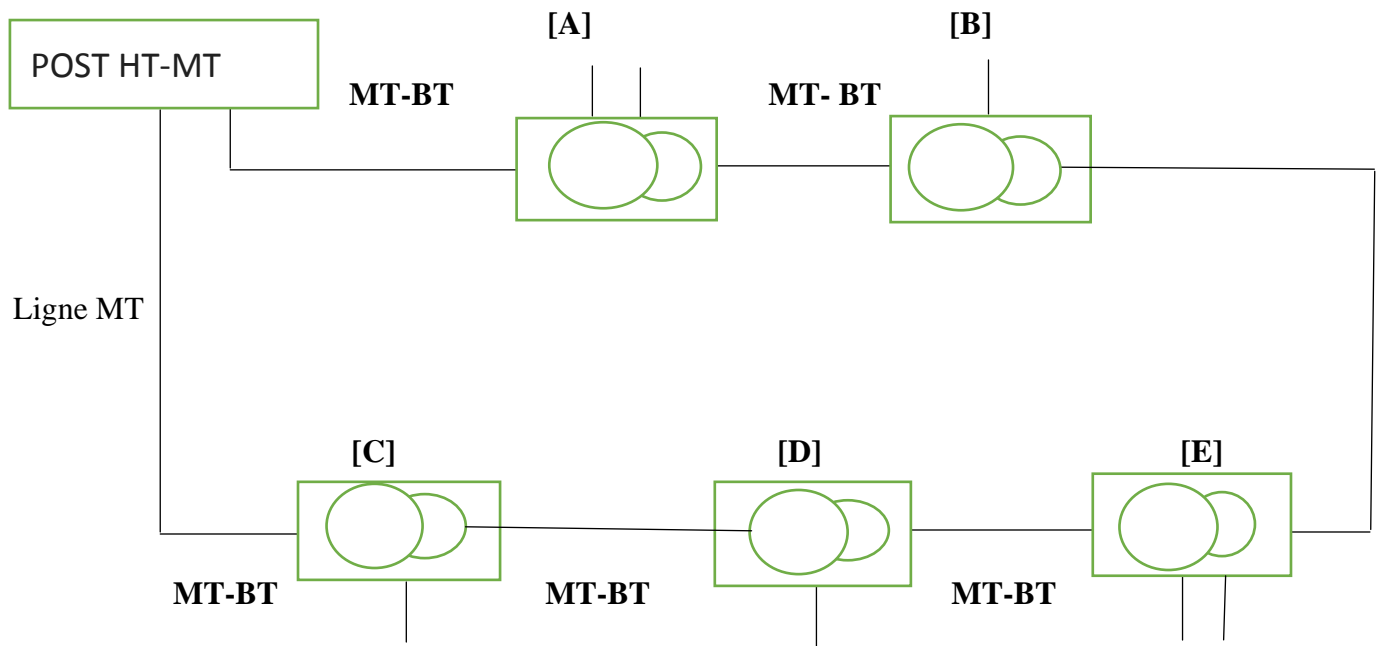 [A]
[B]
POST HT-MT
MT-BT
MT- BT
Ligne MT
[C]
[D]
[E]
MT-BT
MT-BT
MT-BT